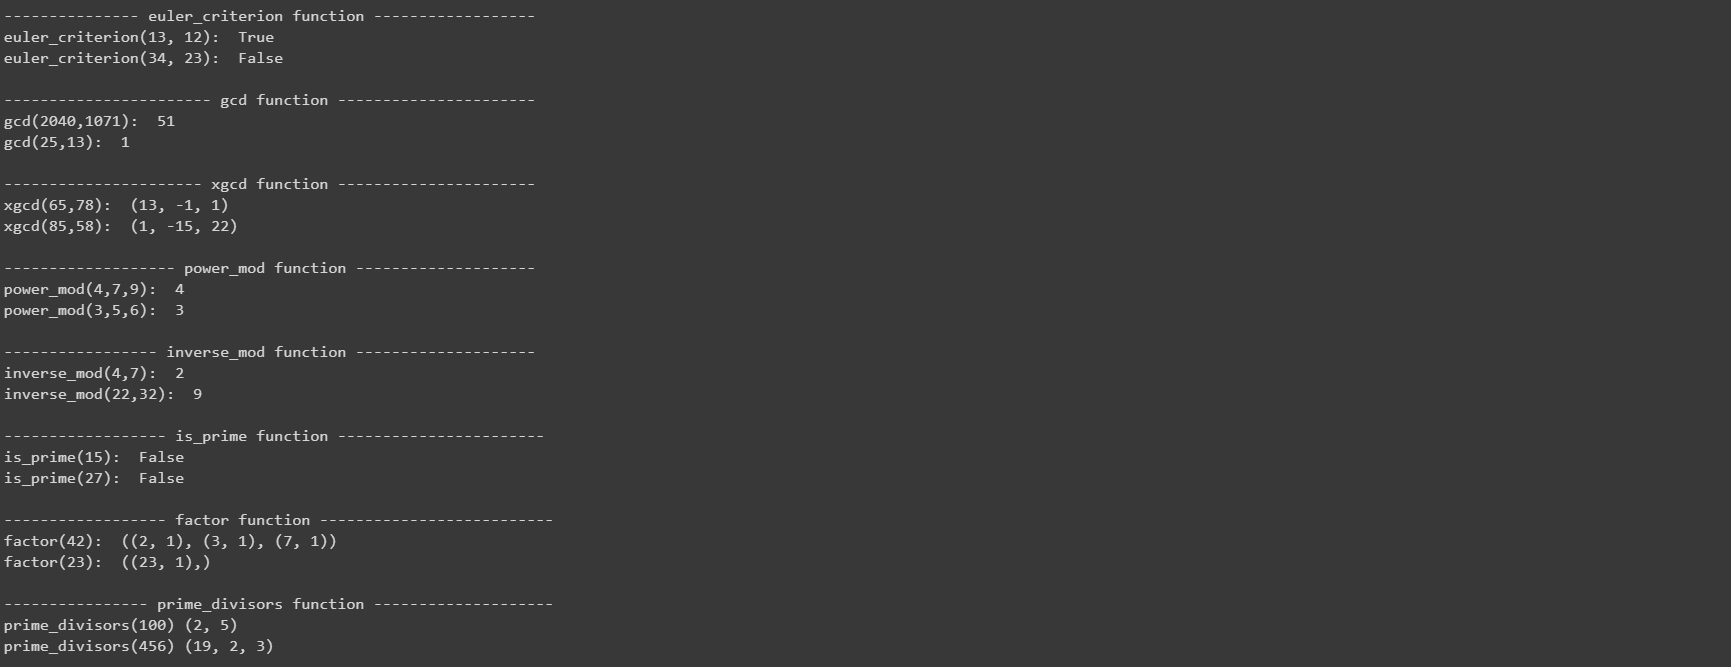 --------------- euler_criterion function ------------------
euler_criterion(13, 12):  True
euler_criterion(34, 23):  False
----------------------- gcd function ----------------------
gcd(2040,1071):  51
gcd(25,13):  1
---------------------- xgcd function ----------------------
xgcd(65,78):  (13, -1, 1)
xgcd(85,58):  (1, -15, 22)
------------------- power_mod function --------------------
power_mod(4,7,9):  4
power_mod(3,5,6):  3
----------------- inverse_mod function --------------------
inverse_mod(4,7):  2
inverse_mod(22,32):  9
------------------ is_prime function -----------------------
is_prime(15):  False
is_prime(27):  False
------------------ factor function --------------------------
factor(42):  ((2, 1), (3, 1), (7, 1))
factor(23):  ((23, 1),)
---------------- prime_divisors function --------------------
prime_divisors(100) (2, 5)
prime_divisors(456) (19, 2, 3)